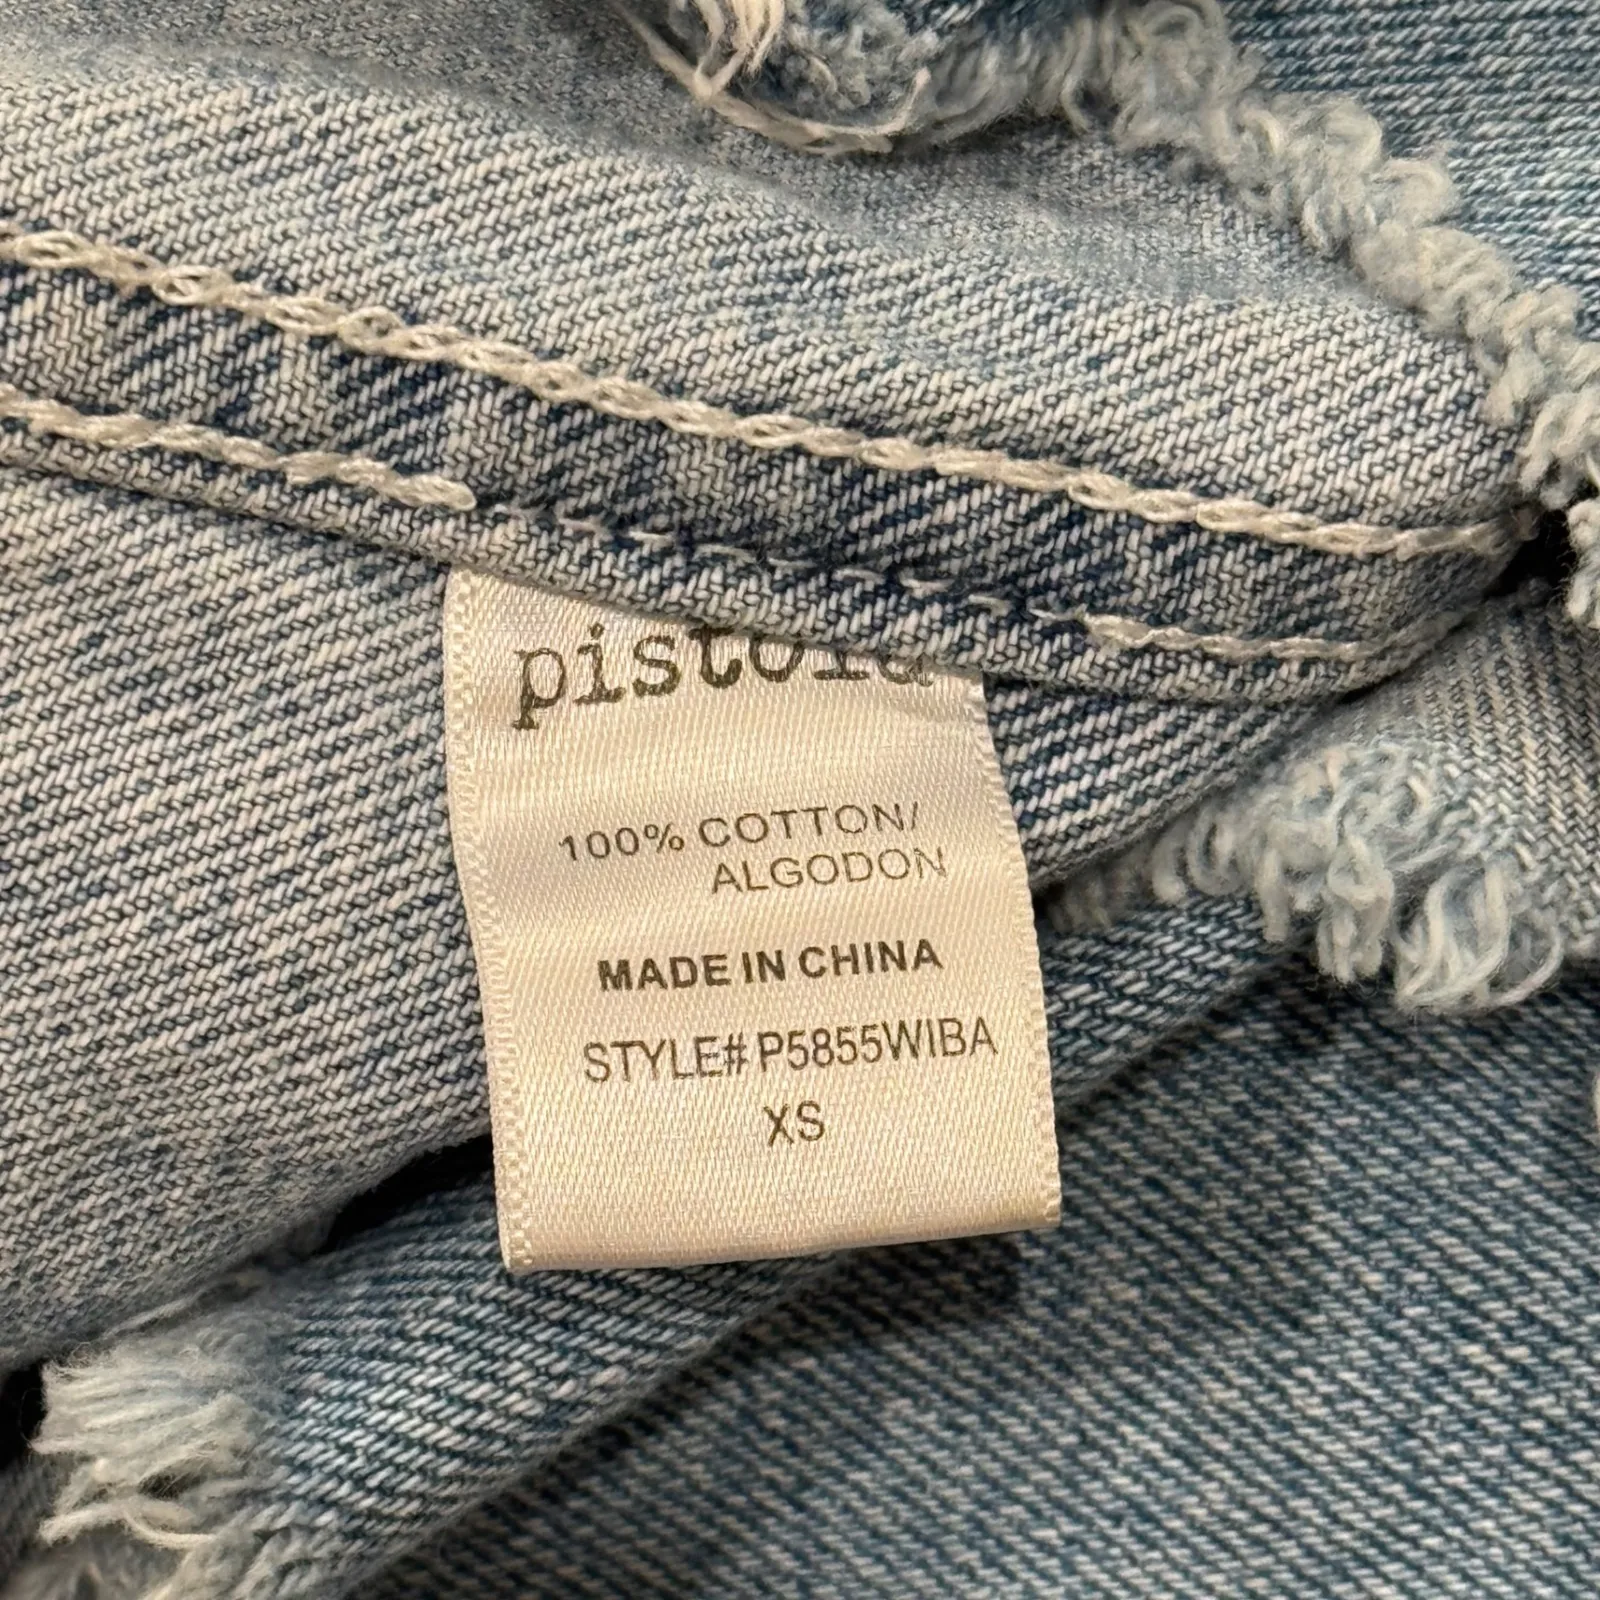 pistola
100% COTTON/
ALGODON
MADE IN CHINA
STYLE# P5855WIBA
XS